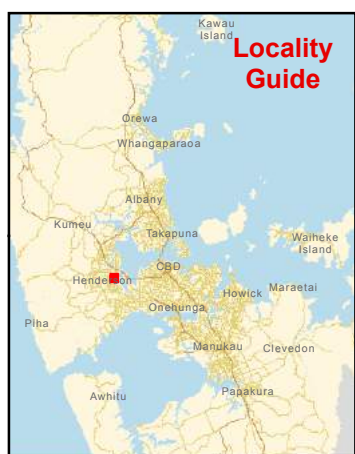 Kawau
Island
Locality
Guide
Orewa
Whangaparaoa
Albany
Kumeu
Takapuna
Waiheke
Island
CBD
Henderson
Howick
Maraetai
Onehunga
Piha
Manukau
Clevedon
Awhitu
Papakura